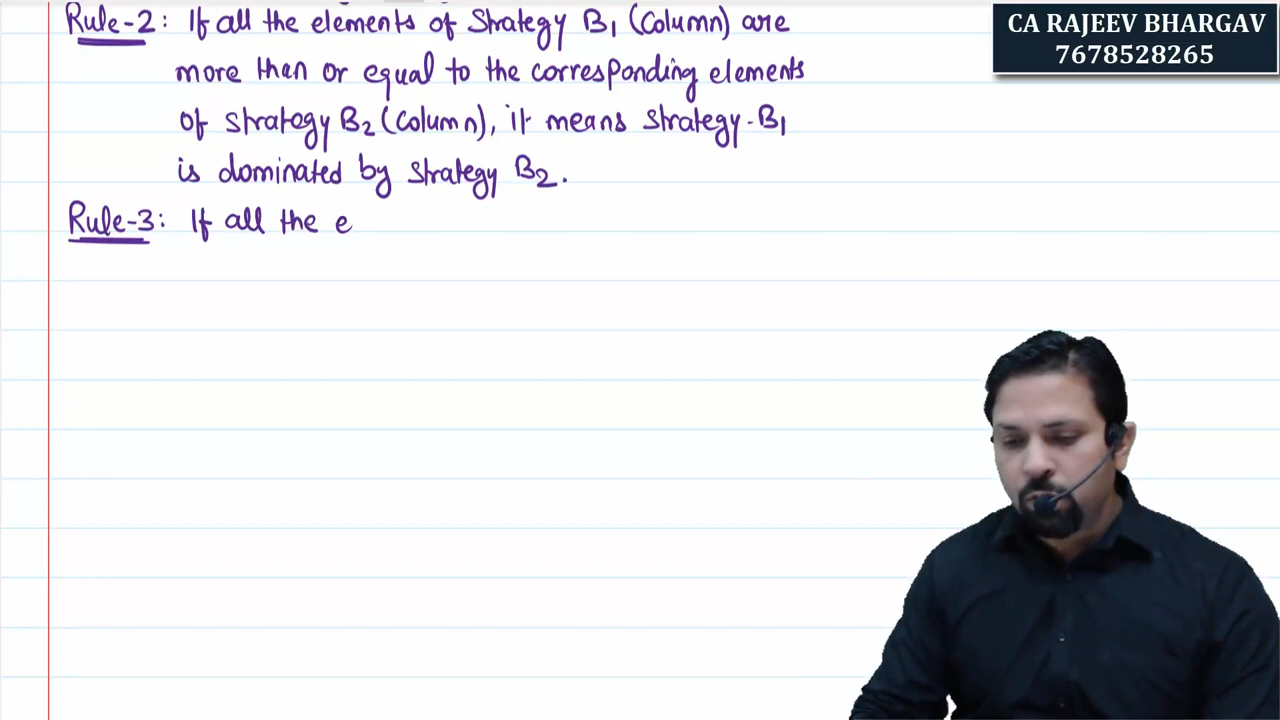 CA RAJEEV BHARGAV
7678528265
Rule-2: If all the elements of Strategy B1 (Column) are
more than or equal to the corresponding elements
of strategy B2 (Column), it means strategy-B1
is dominated by strategy B2.
Rule-3: If all the e